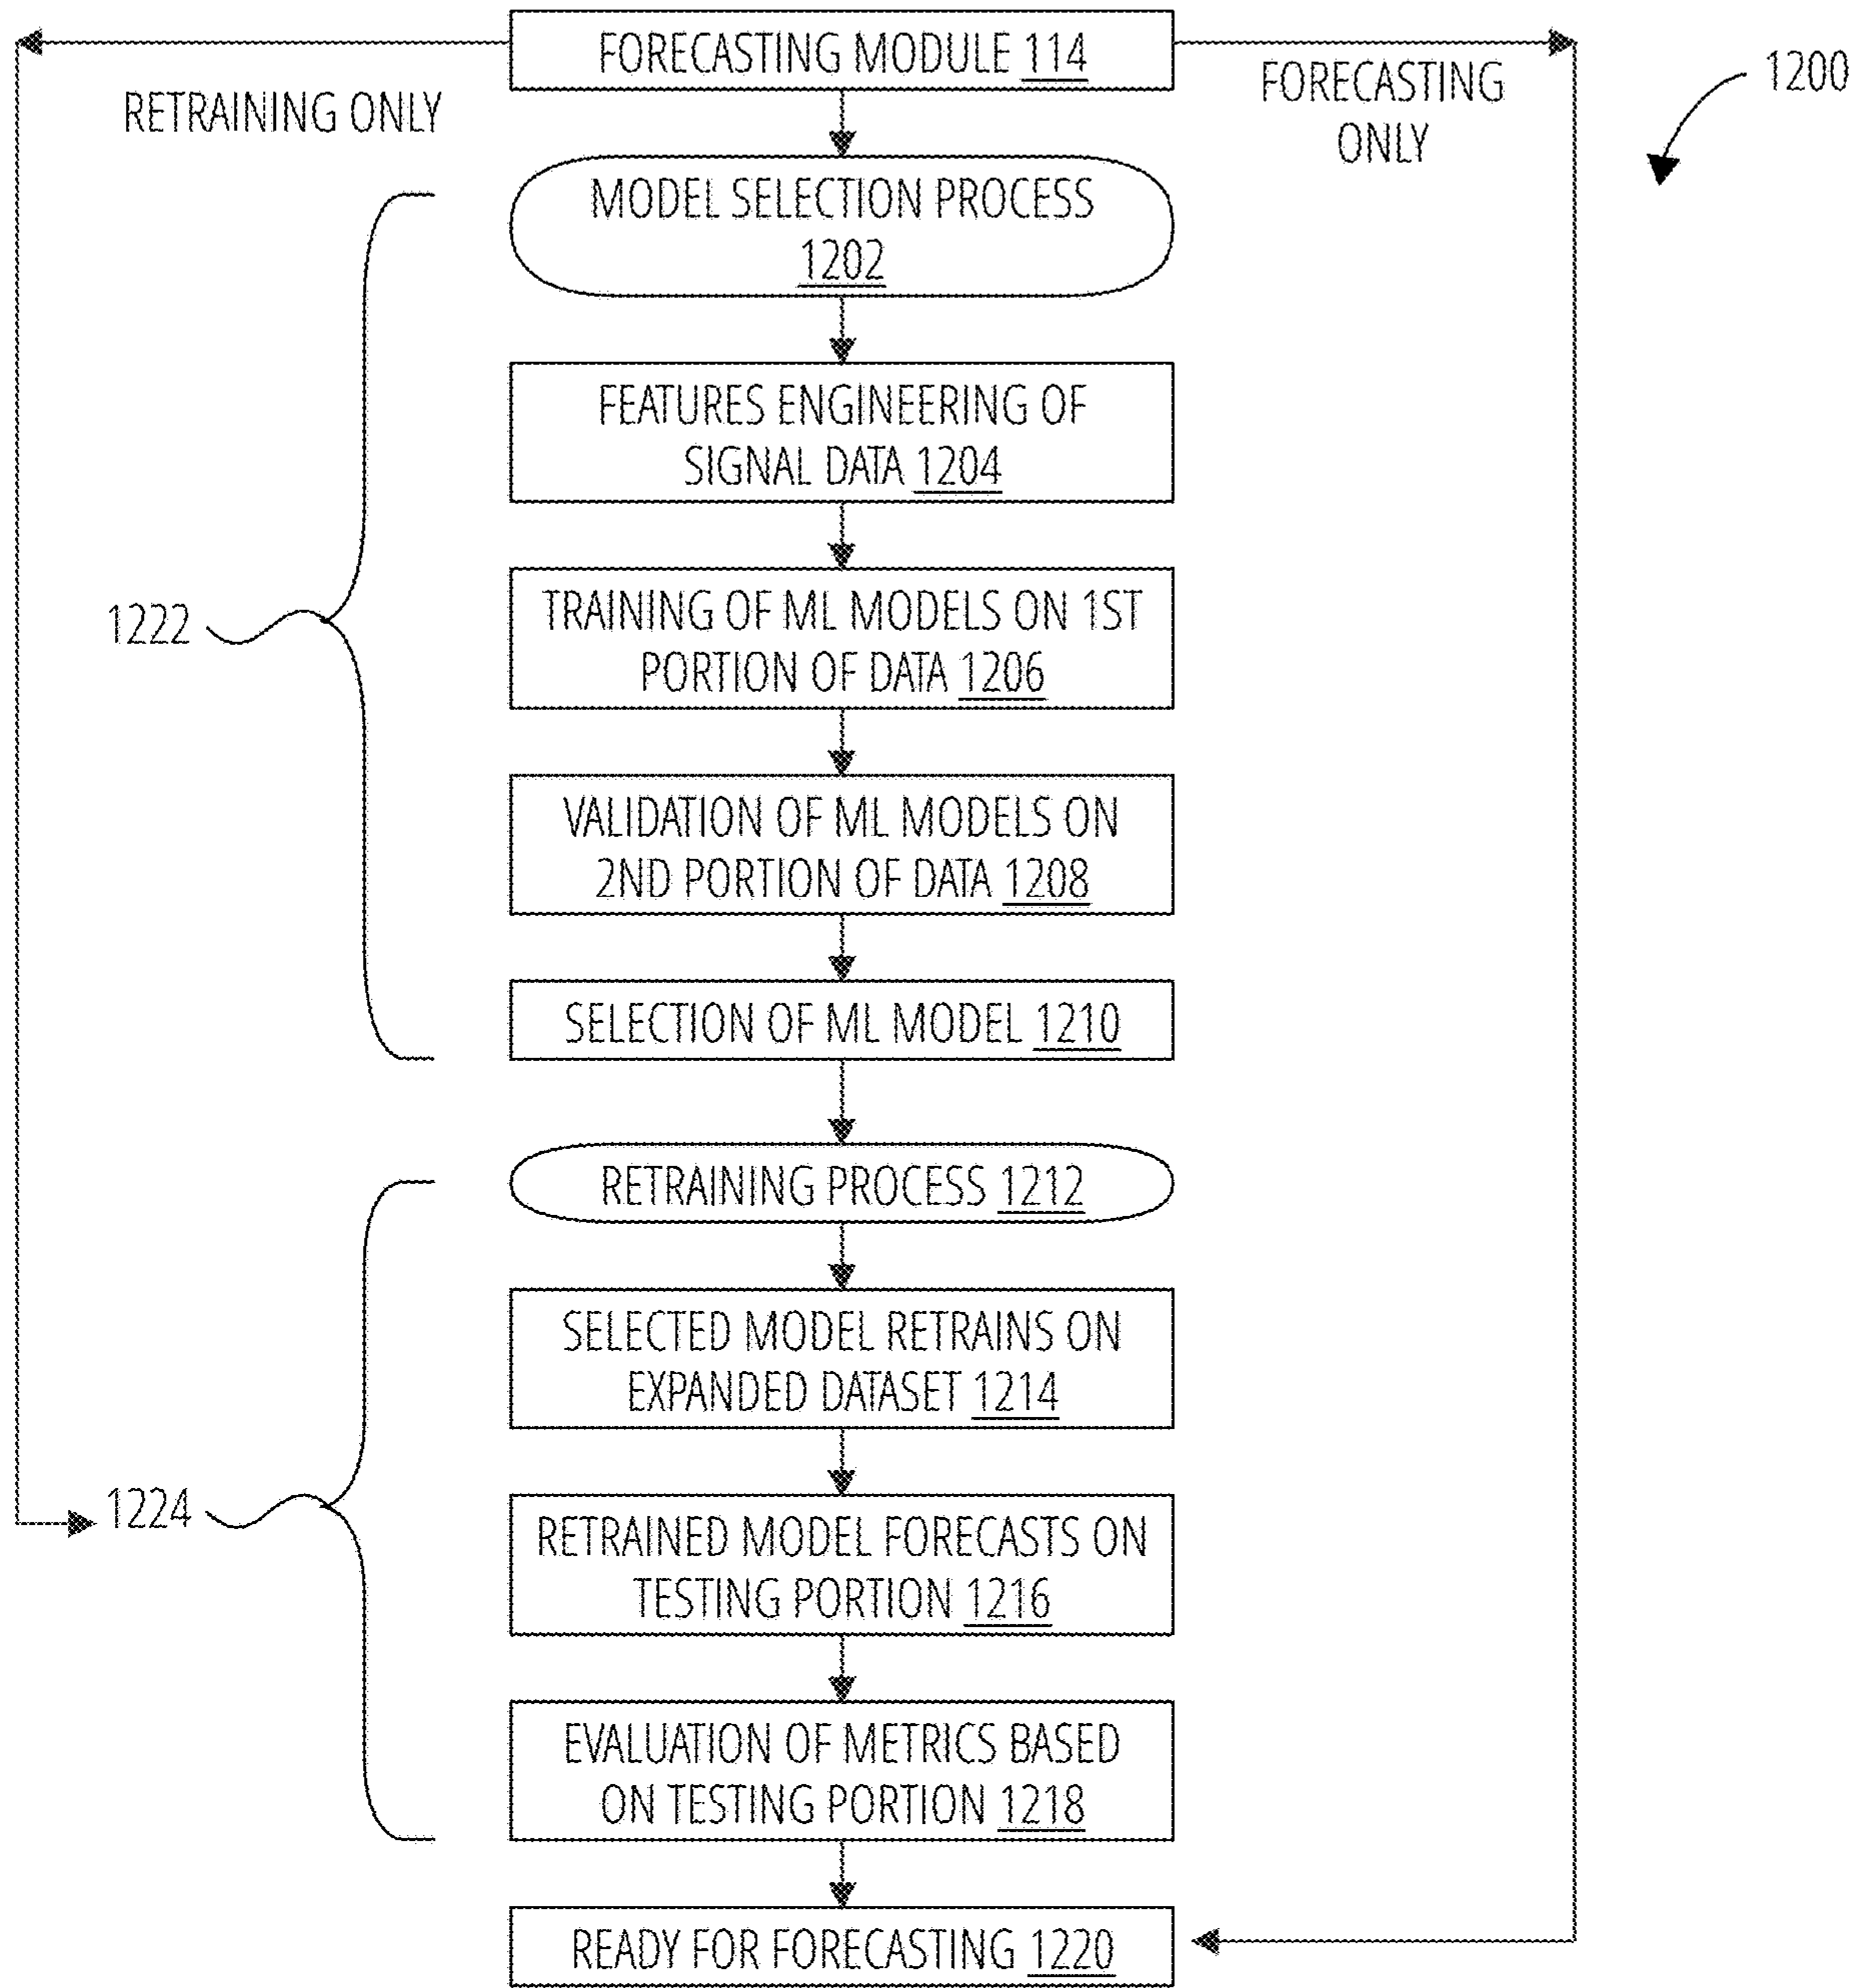 FORECASTING MODULE 114
RETRAINING ONLY
FORECASTING
ONLY
1200
MODEL SELECTION PROCESS
1202
FEATURES ENGINEERING OF
SIGNAL DATA 1204
TRAINING OF ML MODELS ON 1ST
PORTION OF DATA 1206
1222
VALIDATION OF ML MODELS ON
2ND PORTION OF DATA 1208
SELECTION OF ML MODEL 1210
RETRAINING PROCESS 1212
SELECTED MODEL RETRAINS ON
EXPANDED DATASET 1214
1224
RETRAINED MODEL FORECASTS ON
TESTING PORTION 1216
EVALUATION OF METRICS BASED
ON TESTING PORTION 1218
READY FOR FORECASTING 1220